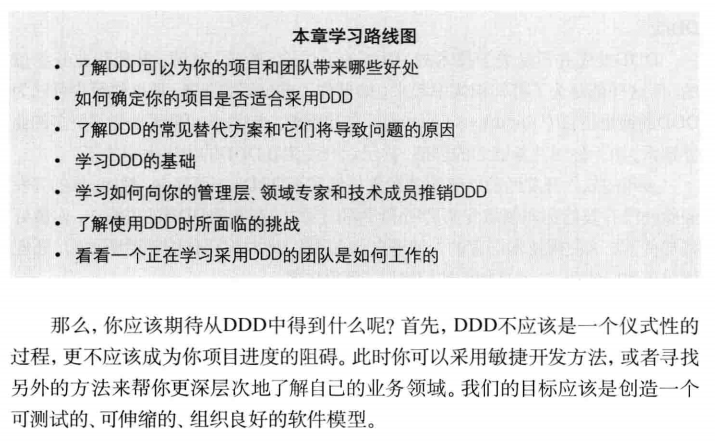 本章学习路线图
• 了解DDD可以为你的项目和团队带来哪些好处
• 如何确定你的项目是否适合采用DDD
• 了解DDD的常见替代方案和它们将导致问题的原因
• 学习DDD的基础
• 学习如何向你的管理层、领域专家和技术成员推销DDD
• 了解使用DDD时所面临的挑战
• 看看一个正在学习采用DDD的团队是如何工作的
那么，你应该期待从DDD中得到什么呢？首先，DDD不应该是一个仪式性的
过程，更不应该成为你项目进度的阻碍。此时你可以采用敏捷开发方法，或者寻找
另外的方法来帮你更深层次地了解自己的业务领域。我们的目标应该是创造一个
可测试的、可伸缩的、组织良好的软件模型。